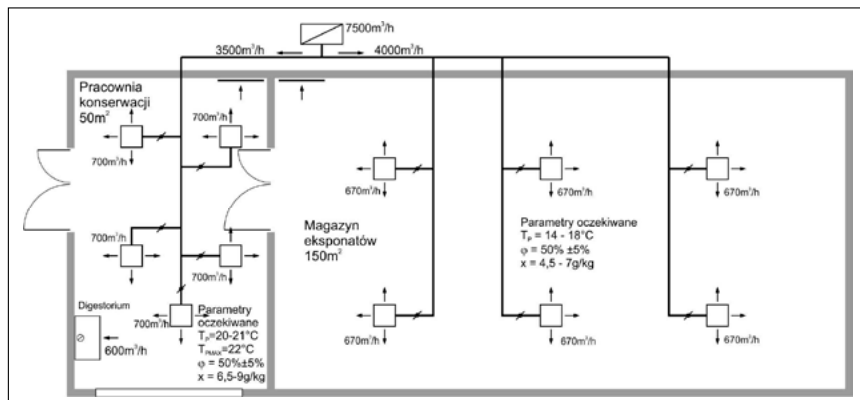 7500m³/h
3500m³/h
4000m³/h
Pracownia
konserwacji
50m²
700m³/h
700m³/h
700m³/h
700m³/h
Digestorium
600m³/h
700m³/h
Parametry
oczekiwane
Tₚ=20-21°C
Tₚₘₐₓ=22°C
φ = 50%±5%
x = 6,5-9g/kg
Magazyn
eksponatów
150m²
670m³/h
670m³/h
670m³/h
Parametry oczekiwane
Tₚ = 14 - 18°C
φ = 50% ±5%
x = 4,5 - 7g/kg
670m³/h
670m³/h
670m³/h